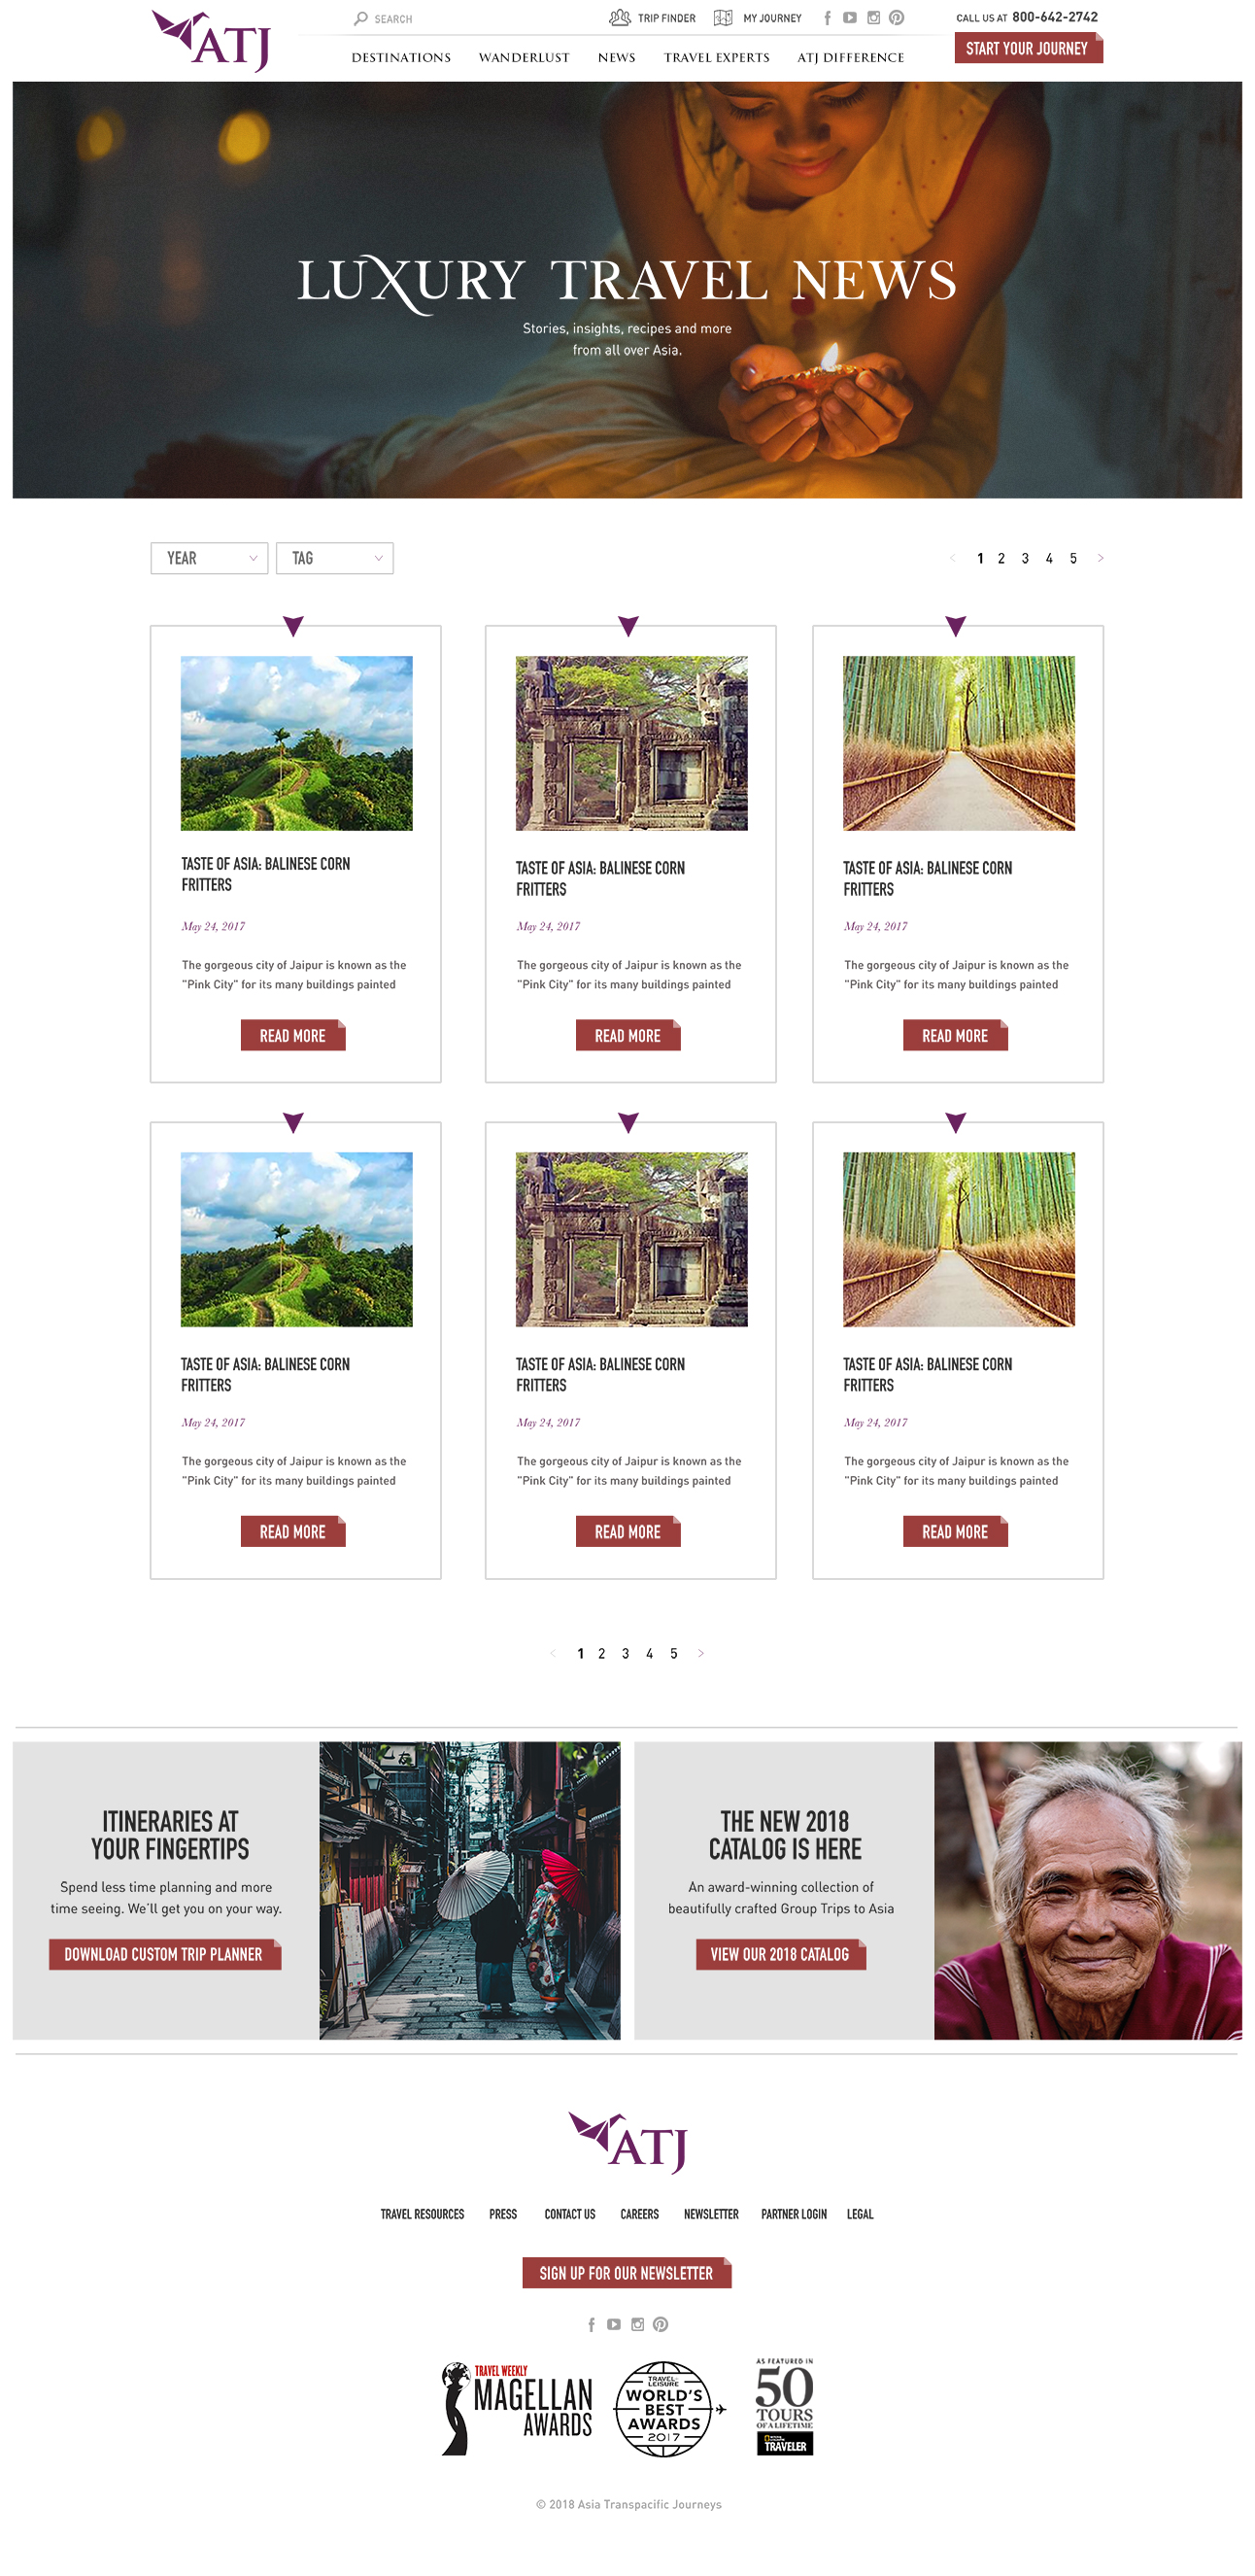 ATJ
SEARCH
TRIP FINDER
MY JOURNEY
CALL US AT 800-642-2742
START YOUR JOURNEY
DESTINATIONS WANDERLUST NEWS TRAVEL EXPERTS ATJ DIFFERENCE
LUXURY TRAVEL NEWS
Stories, insights, recipes and more
from all over Asia.
YEAR
TAG
1 2 3 4 5
TASTE OF ASIA: BALINESE CORN
FRITTERS
May 24, 2017
The gorgeous city of Jaipur is known as the
"Pink City" for its many buildings painted
READ MORE
TASTE OF ASIA: BALINESE CORN
FRITTERS
May 24, 2017
The gorgeous city of Jaipur is known as the
"Pink City" for its many buildings painted
READ MORE
TASTE OF ASIA: BALINESE CORN
FRITTERS
May 24, 2017
The gorgeous city of Jaipur is known as the
"Pink City" for its many buildings painted
READ MORE
TASTE OF ASIA: BALINESE CORN
FRITTERS
May 24, 2017
The gorgeous city of Jaipur is known as the
"Pink City" for its many buildings painted
READ MORE
TASTE OF ASIA: BALINESE CORN
FRITTERS
May 24, 2017
The gorgeous city of Jaipur is known as the
"Pink City" for its many buildings painted
READ MORE
TASTE OF ASIA: BALINESE CORN
FRITTERS
May 24, 2017
The gorgeous city of Jaipur is known as the
"Pink City" for its many buildings painted
READ MORE
1 2 3 4 5
ITINERARIES AT
YOUR FINGERTIPS
Spend less time planning and more
time seeing. We'll get you on your way.
DOWNLOAD CUSTOM TRIP PLANNER
THE NEW 2018
CATALOG IS HERE
An award-winning collection of
beautifully crafted Group Trips to Asia
VIEW OUR 2018 CATALOG
ATJ
TRAVEL RESOURCES PRESS CONTACT US CAREERS NEWSLETTER PARTNER LOGIN LEGAL
SIGN UP FOR OUR NEWSLETTER
TRAVEL WEEKLY
MAGELLAN
AWARDS
TRAVEL+
LEISURE
WORLD'S
BEST
AWARDS
2017
AS FEATURED IN
50
TOURS
OF A LIFETIME
TRAVELER
© 2018 Asia Transpacific Journeys